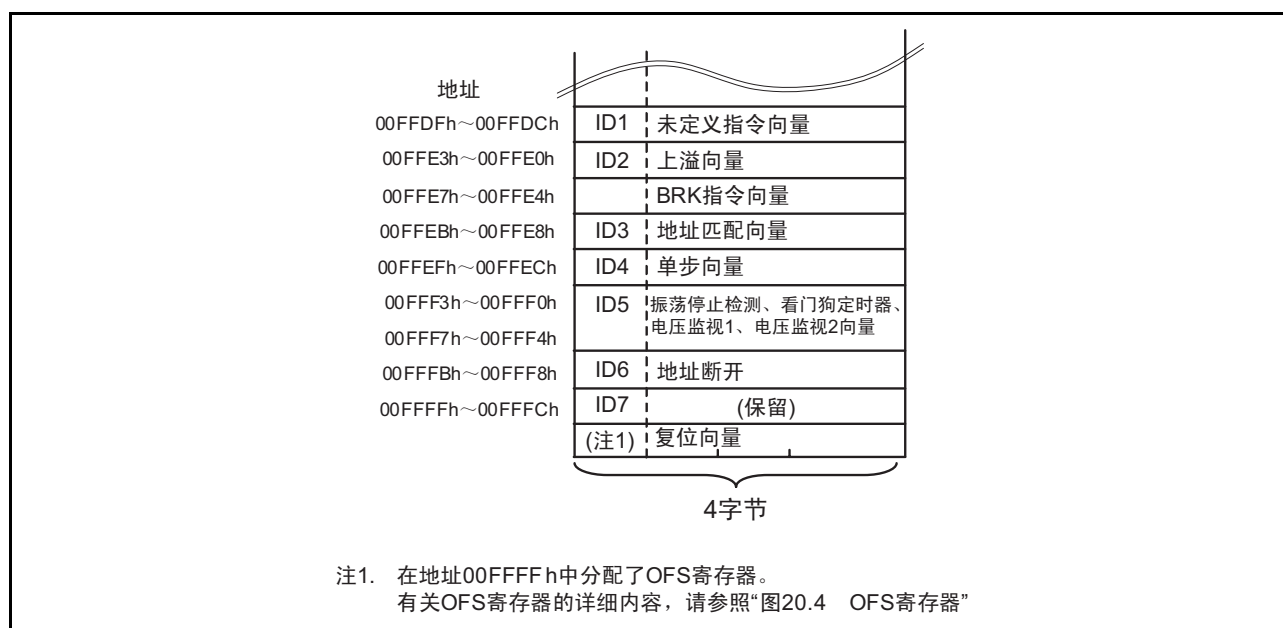 地址
00FFDFh～00FFDCh ID1 未定义指令向量
00FFE3h～00FFE0h ID2 上溢向量
00FFE7h～00FFE4h BRK指令向量
00FFEBh～00FFE8h ID3 地址匹配向量
00FFEFh～00FFECh ID4 单步向量
00FFF3h～00FFF0h ID5 振荡停止检测、看门狗定时器、
电压监视1、电压监视2向量
00FFF7h～00FFF4h
00FFFBh～00FFF8h ID6 地址断开
00FFFFh～00FFFCh ID7 (保留)
(注1) 复位向量
4字节
注1. 在地址00FFFFh中分配了OFS寄存器。
有关OFS寄存器的详细内容，请参照“图20.4 OFS寄存器”